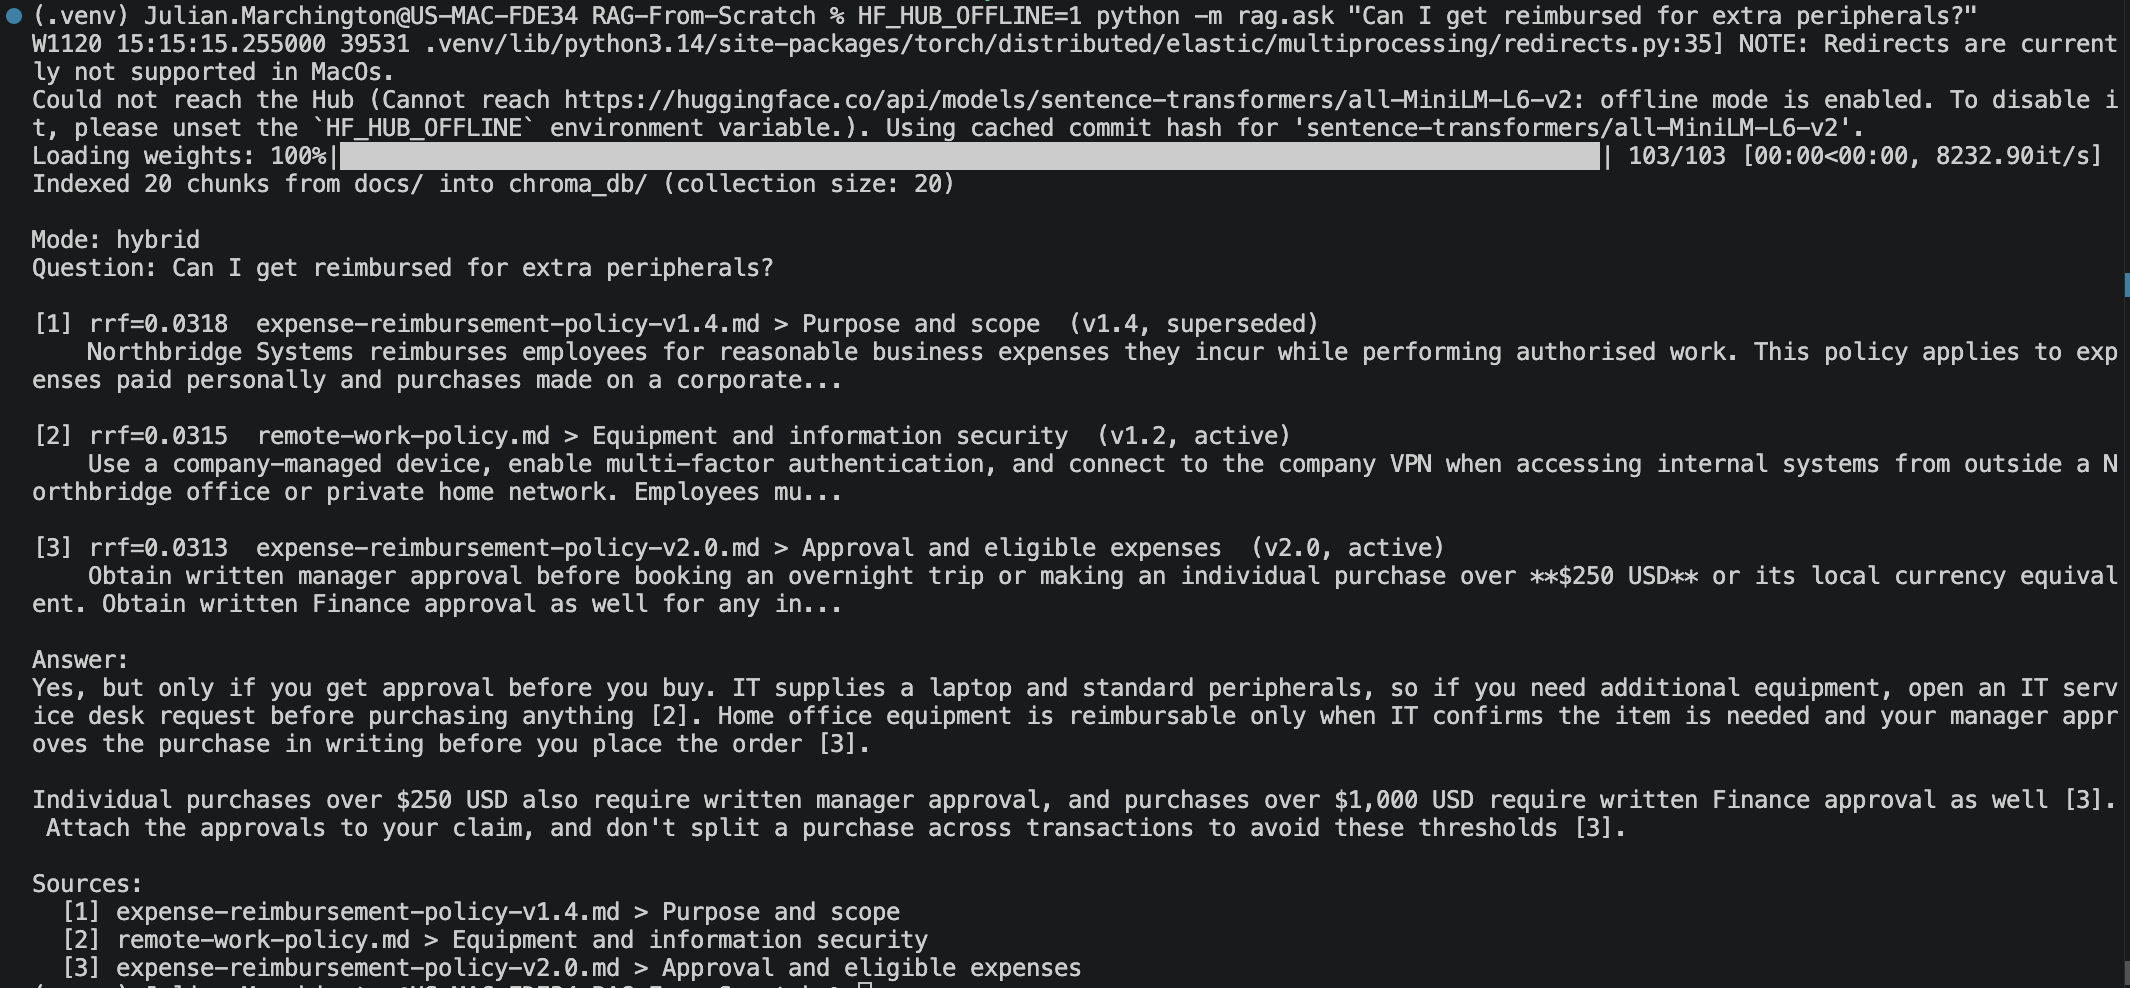 (.venv) Julian.Marchington@US-MAC-FDE34 RAG-From-Scratch % HF_HUB_OFFLINE=1 python -m rag.ask "Can I get reimbursed for extra peripherals?"
W1120 15:15:15.255000 39531 .venv/lib/python3.14/site-packages/torch/distributed/elastic/multiprocessing/redirects.py:35] NOTE: Redirects are current
ly not supported in MacOs.
Could not reach the Hub (Cannot reach https://huggingface.co/api/models/sentence-transformers/all-MiniLM-L6-v2: offline mode is enabled. To disable i
t, please unset the `HF_HUB_OFFLINE` environment variable.). Using cached commit hash for 'sentence-transformers/all-MiniLM-L6-v2'.
Loading weights: 100%| | 103/103 [00:00<00:00, 8232.90it/s]
Indexed 20 chunks from docs/ into chroma_db/ (collection size: 20)
Mode: hybrid
Question: Can I get reimbursed for extra peripherals?
[1] rrf=0.0318 expense-reimbursement-policy-v1.4.md > Purpose and scope (v1.4, superseded)
Northbridge Systems reimburses employees for reasonable business expenses they incur while performing authorised work. This policy applies to exp
enses paid personally and purchases made on a corporate...
[2] rrf=0.0315 remote-work-policy.md > Equipment and information security (v1.2, active)
Use a company-managed device, enable multi-factor authentication, and connect to the company VPN when accessing internal systems from outside a N
orthbridge office or private home network. Employees mu...
[3] rrf=0.0313 expense-reimbursement-policy-v2.0.md > Approval and eligible expenses (v2.0, active)
Obtain written manager approval before booking an overnight trip or making an individual purchase over **$250 USD** or its local currency equival
ent. Obtain written Finance approval as well for any in...
Answer:
Yes, but only if you get approval before you buy. IT supplies a laptop and standard peripherals, so if you need additional equipment, open an IT serv
ice desk request before purchasing anything [2]. Home office equipment is reimbursable only when IT confirms the item is needed and your manager appr
oves the purchase in writing before you place the order [3].
Individual purchases over $250 USD also require written manager approval, and purchases over $1,000 USD require written Finance approval as well [3].
Attach the approvals to your claim, and don't split a purchase across transactions to avoid these thresholds [3].
Sources:
[1] expense-reimbursement-policy-v1.4.md > Purpose and scope
[2] remote-work-policy.md > Equipment and information security
[3] expense-reimbursement-policy-v2.0.md > Approval and eligible expenses